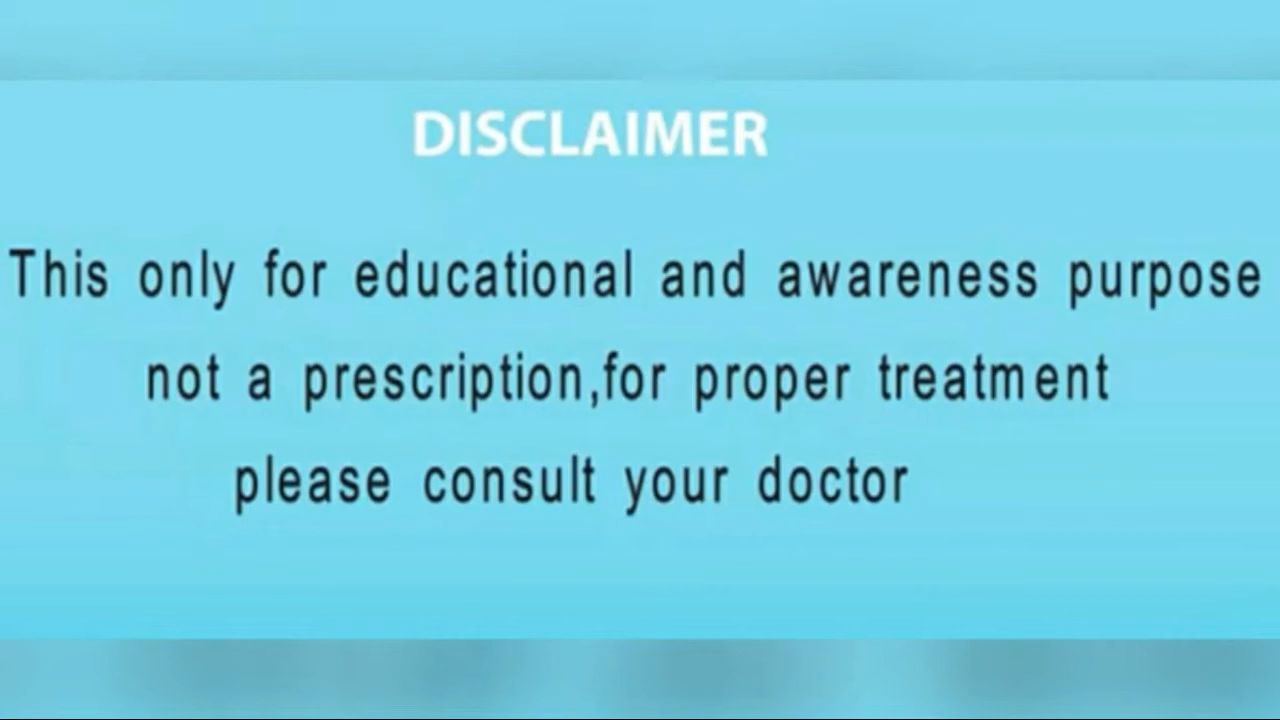 DISCLAIMER
This only for educational and awareness purpose
not a prescription,for proper treatment
please consult your doctor